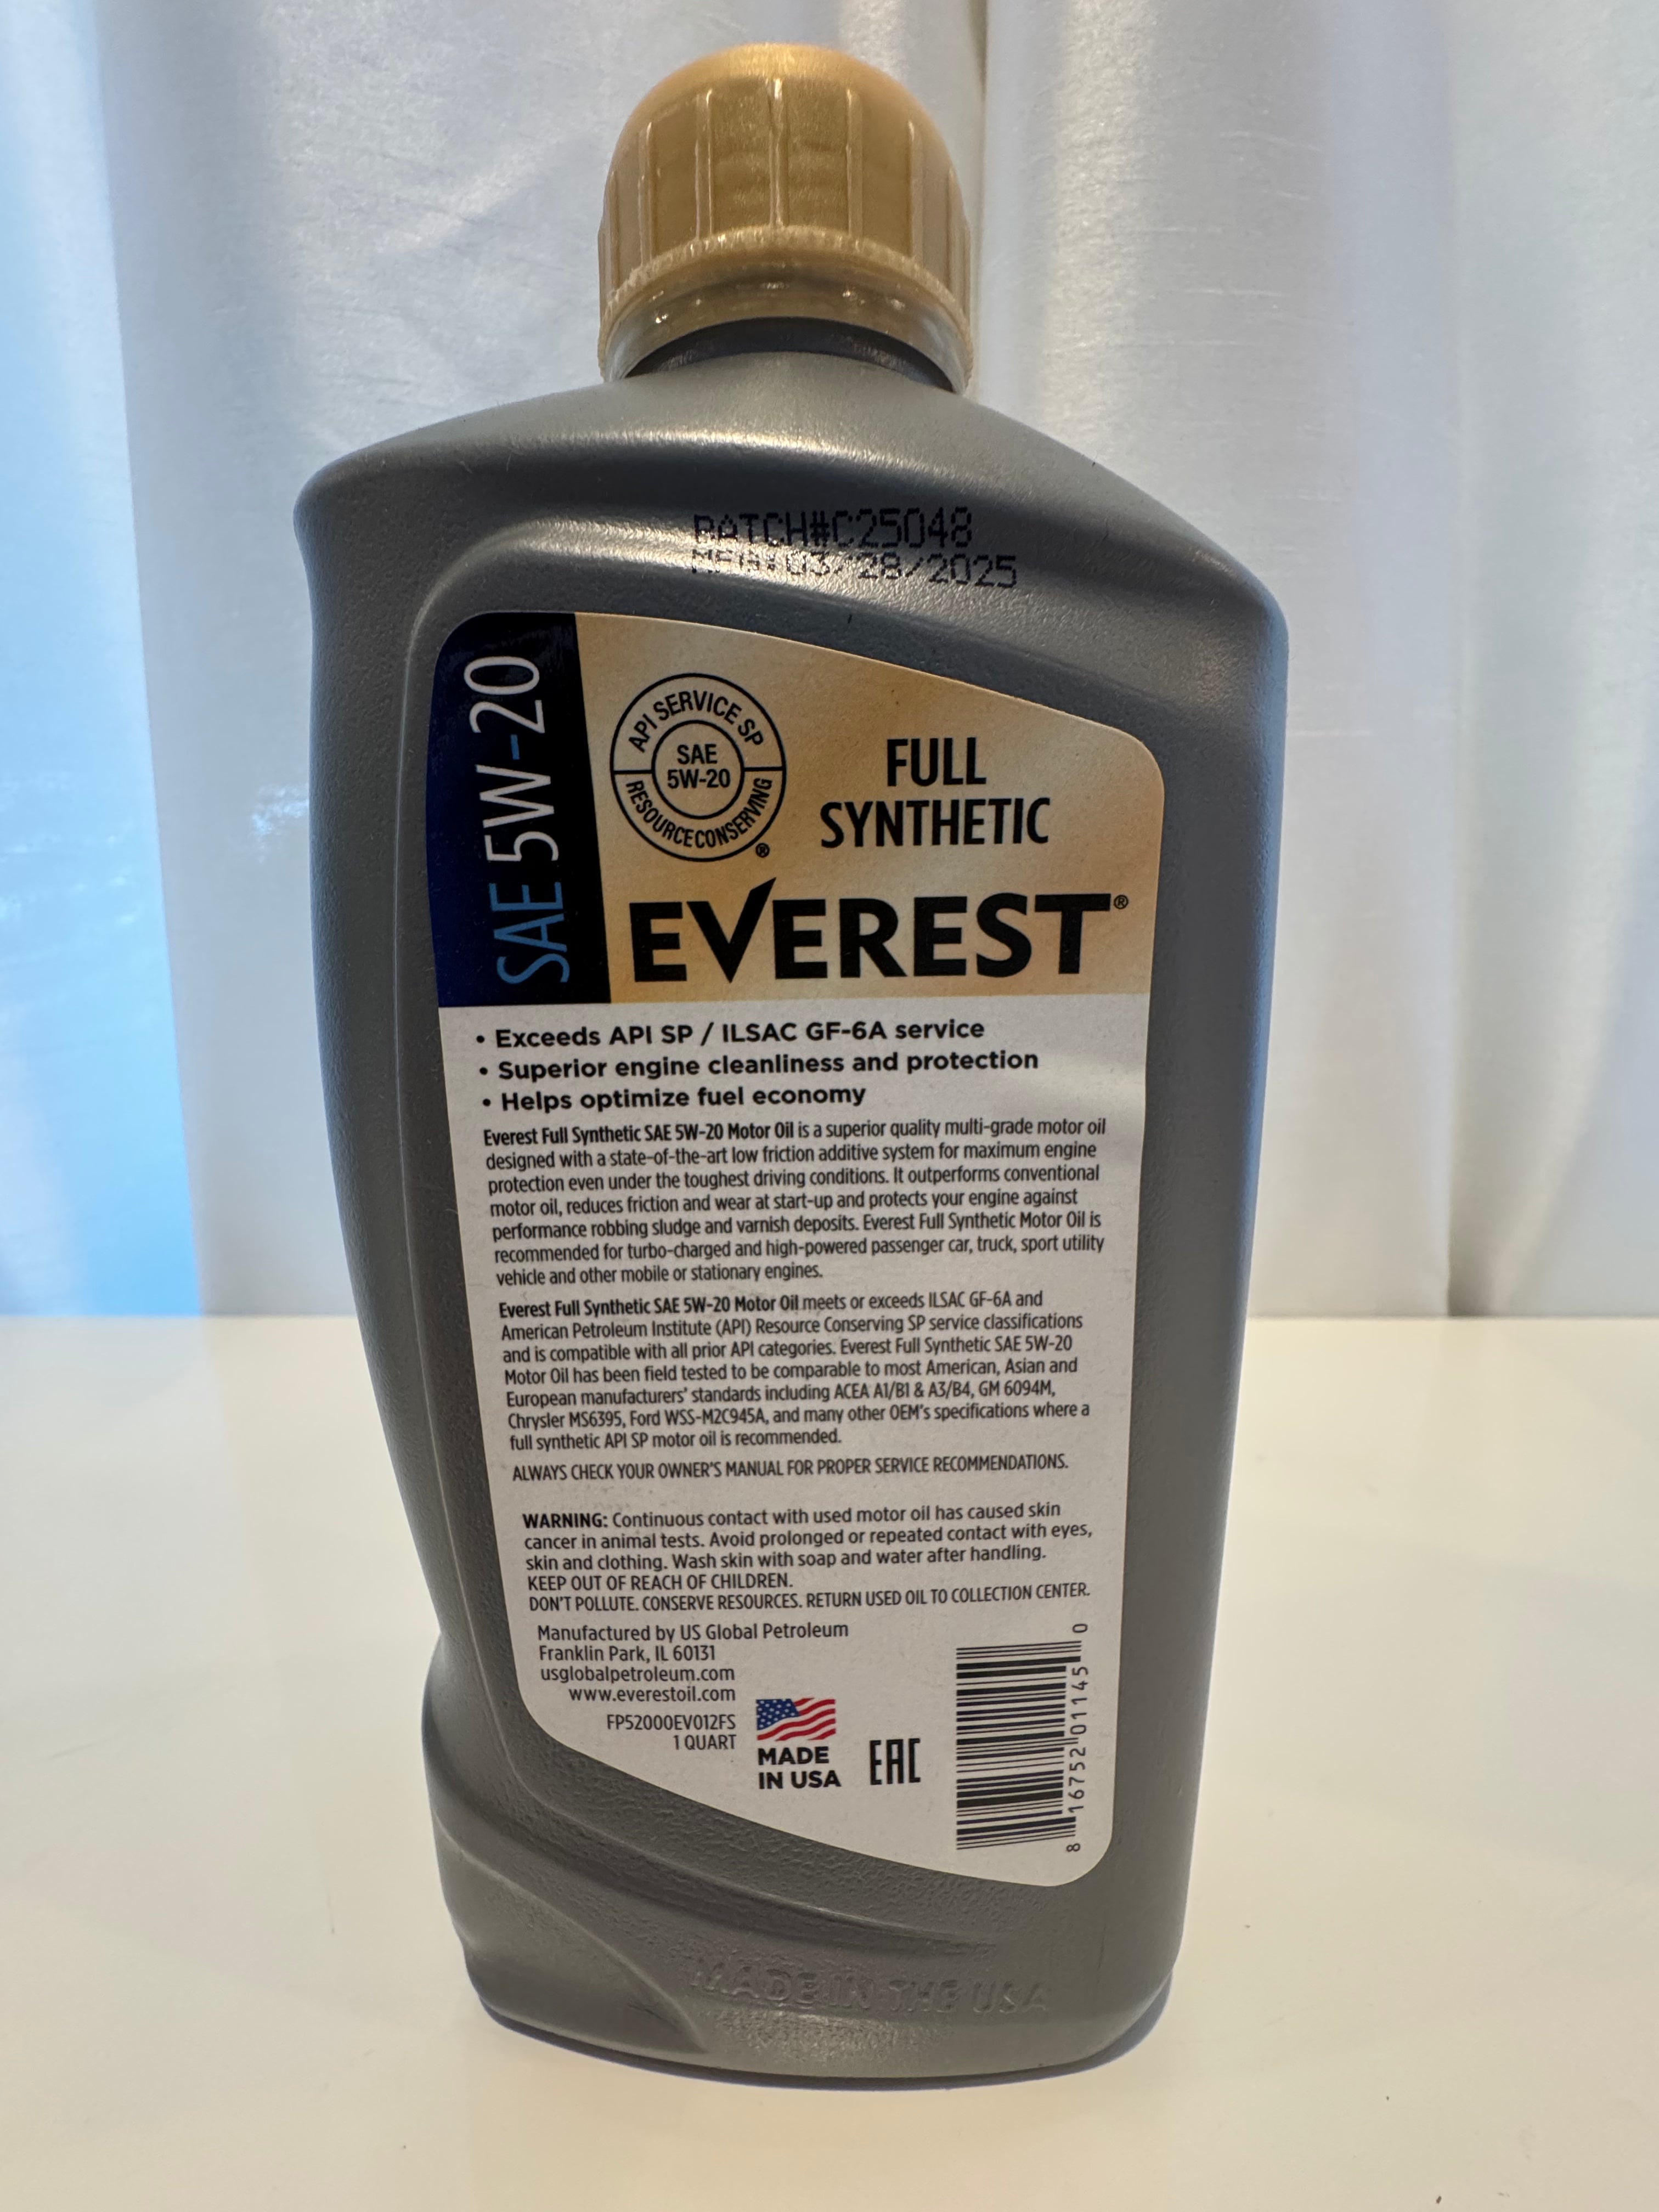 BATCH#C25048
MFG:03/28/2025
SAE 5W-20
API SERVICE SP
SAE
5W-20
RESOURCE CONSERVING
®
FULL
SYNTHETIC
EVEREST®
• Exceeds API SP / ILSAC GF-6A service
• Superior engine cleanliness and protection
• Helps optimize fuel economy
Everest Full Synthetic SAE 5W-20 Motor Oil is a superior quality multi-grade motor oil
designed with a state-of-the-art low friction additive system for maximum engine
protection even under the toughest driving conditions. It outperforms conventional
motor oil, reduces friction and wear at start-up and protects your engine against
performance robbing sludge and varnish deposits. Everest Full Synthetic Motor Oil is
recommended for turbo-charged and high-powered passenger car, truck, sport utility
vehicle and other mobile or stationary engines.
Everest Full Synthetic SAE 5W-20 Motor Oil meets or exceeds ILSAC GF-6A and
American Petroleum Institute (API) Resource Conserving SP service classifications
and is compatible with all prior API categories. Everest Full Synthetic SAE 5W-20
Motor Oil has been field tested to be comparable to most American, Asian and
European manufacturers' standards including ACEA A1/B1 & A3/B4, GM 6094M,
Chrysler MS6395, Ford WSS-M2C945A, and many other OEM's specifications where a
full synthetic API SP motor oil is recommended.
ALWAYS CHECK YOUR OWNER'S MANUAL FOR PROPER SERVICE RECOMMENDATIONS.
WARNING: Continuous contact with used motor oil has caused skin
cancer in animal tests. Avoid prolonged or repeated contact with eyes,
skin and clothing. Wash skin with soap and water after handling.
KEEP OUT OF REACH OF CHILDREN.
DON'T POLLUTE. CONSERVE RESOURCES. RETURN USED OIL TO COLLECTION CENTER.
Manufactured by US Global Petroleum
Franklin Park, IL 60131
usglobalpetroleum.com
www.everestoil.com
FP52000EV012FS
1 QUART
MADE
IN USA
EAC
8 16752 01145 0
MADE IN THE USA